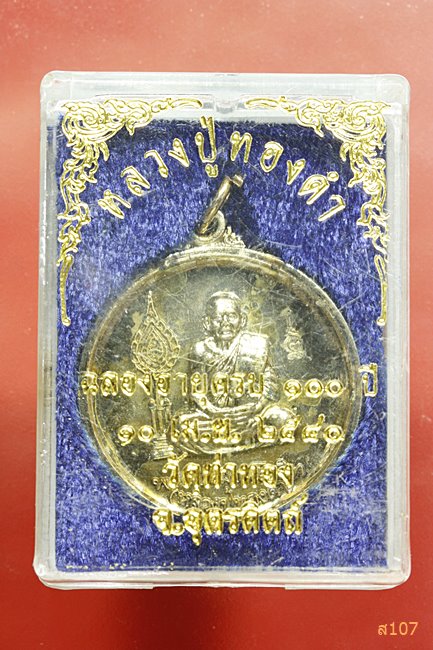 หลวงปู่ทองดำ
ฉลองอายุครบ ๑๐๐ ปี
๑๐ เม.ย. ๒๕๔๑
วัดท่าทอง
จ.อุตรดิตถ์
ส107